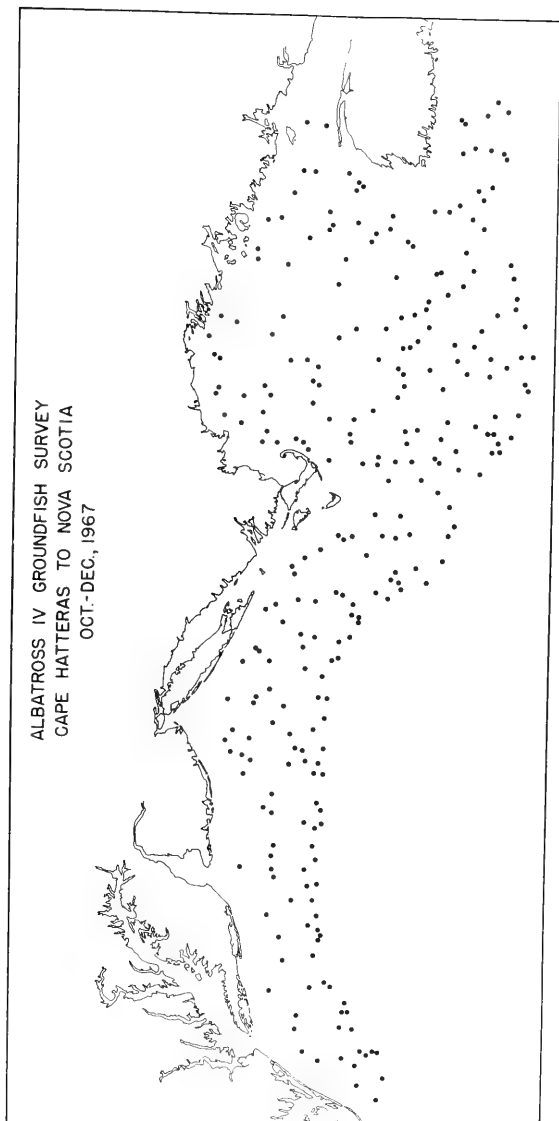 ALBATROSS IV GROUNDFISH SURVEY
CAPE HATTERAS TO NOVA SCOTIA
OCT.-DEC., 1967